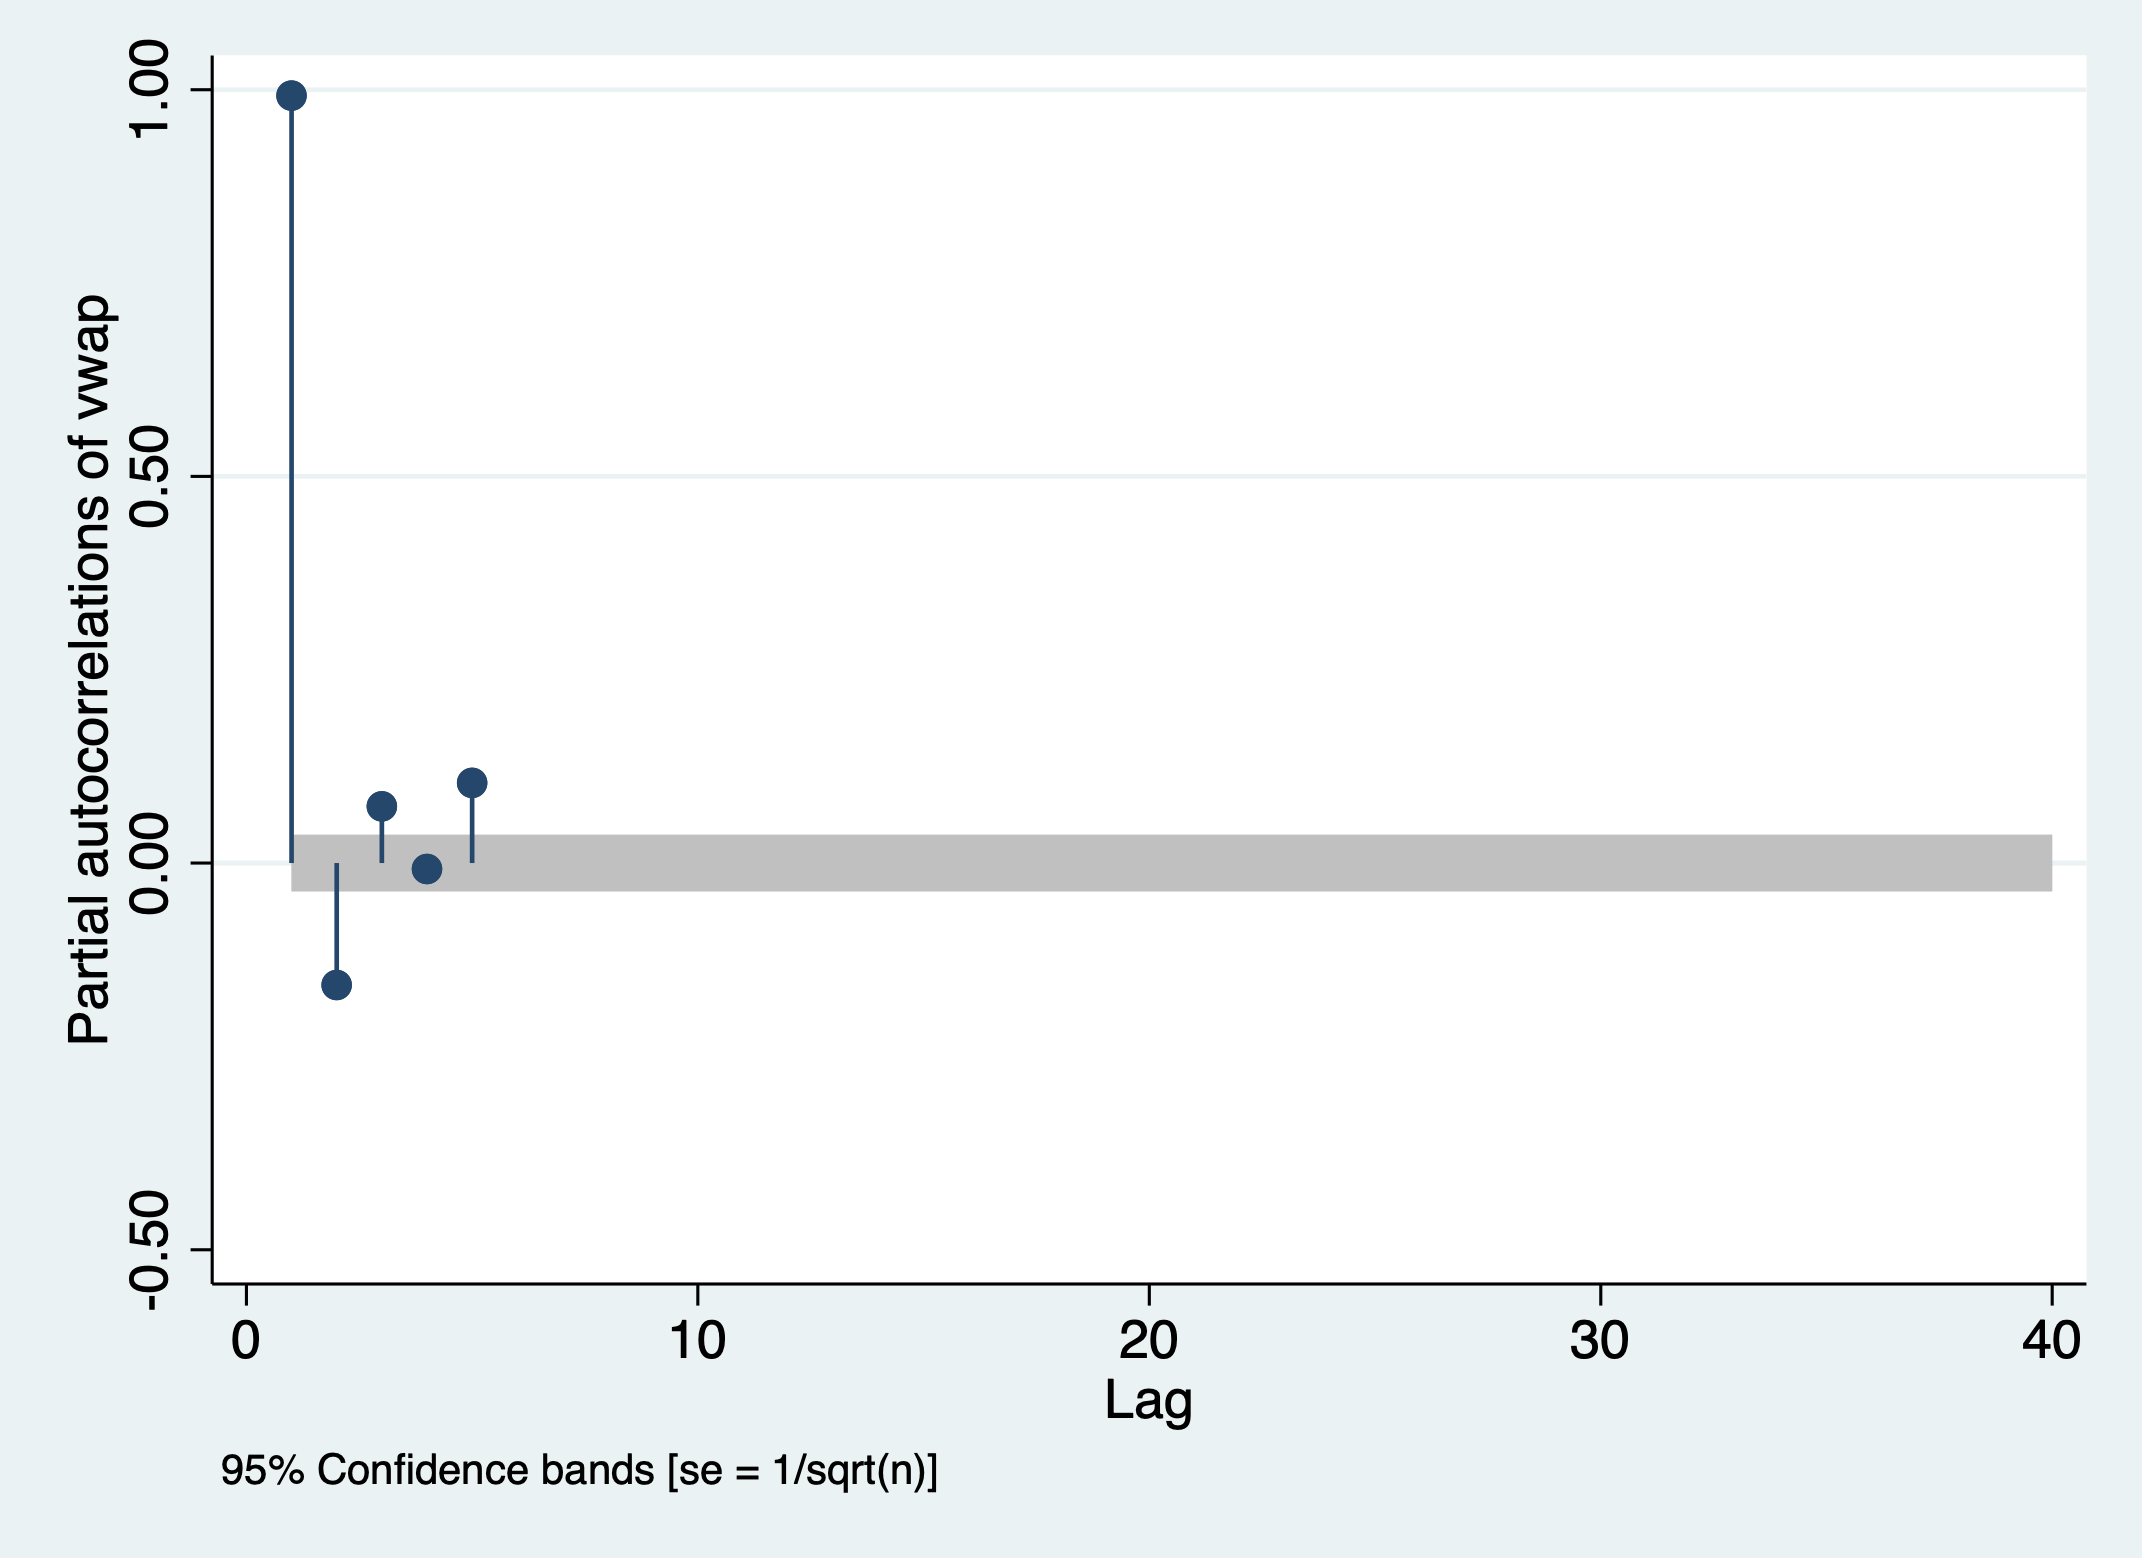 Partial autocorrelations of vwap
1.00
0.50
0.00
-0.50
0 10 20 30 40
Lag
95% Confidence bands [se = 1/sqrt(n)]